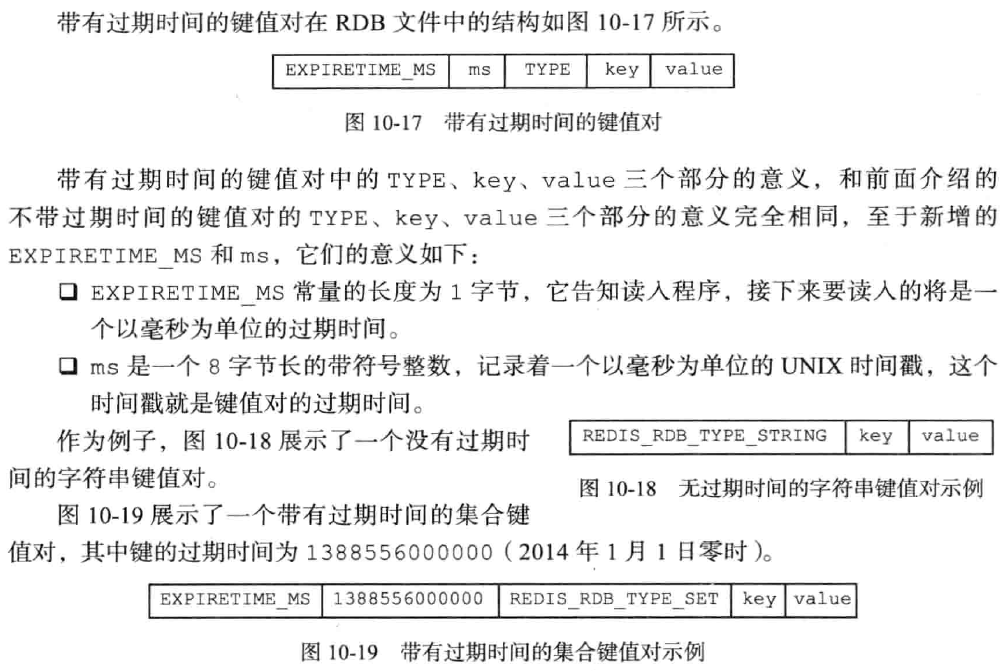 带有过期时间的键值对在 RDB 文件中的结构如图 10-17 所示。
EXPIRETIME_MS ms TYPE key value
图 10-17 带有过期时间的键值对
带有过期时间的键值对中的 TYPE、key、value 三个部分的意义，和前面介绍的
不带过期时间的键值对的 TYPE、key、value 三个部分的意义完全相同，至于新增的
EXPIRETIME_MS 和 ms，它们的意义如下：
❑ EXPIRETIME_MS 常量的长度为 1 字节，它告知读入程序，接下来要读入的将是一
个以毫秒为单位的过期时间。
❑ ms 是一个 8 字节长的带符号整数，记录着一个以毫秒为单位的 UNIX 时间戳，这个
时间戳就是键值对的过期时间。
作为例子，图 10-18 展示了一个没有过期时
间的字符串键值对。
REDIS_RDB_TYPE_STRING key value
图 10-18 无过期时间的字符串键值对示例
图 10-19 展示了一个带有过期时间的集合键
值对，其中键的过期时间为 1388556000000（2014 年 1 月 1 日零时）。
EXPIRETIME_MS 1388556000000 REDIS_RDB_TYPE_SET key value
图 10-19 带有过期时间的集合键值对示例